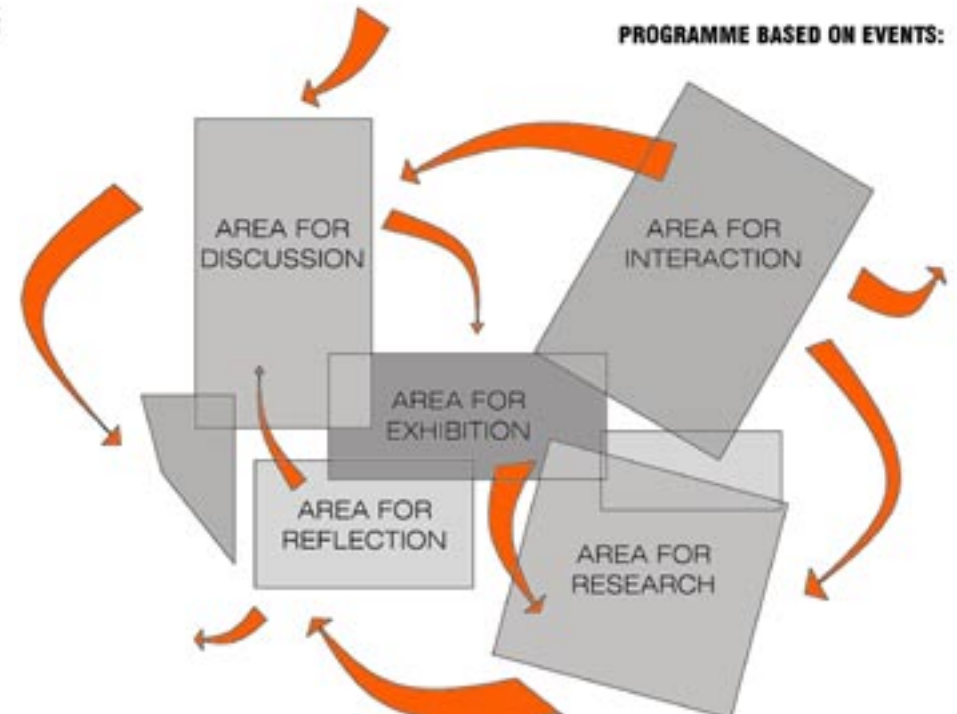 PROGRAMME BASED ON EVENTS:
AREA FOR
DISCUSSION
AREA FOR
INTERACTION
AREA FOR
EXHIBITION
AREA FOR
REFLECTION
AREA FOR
RESEARCH